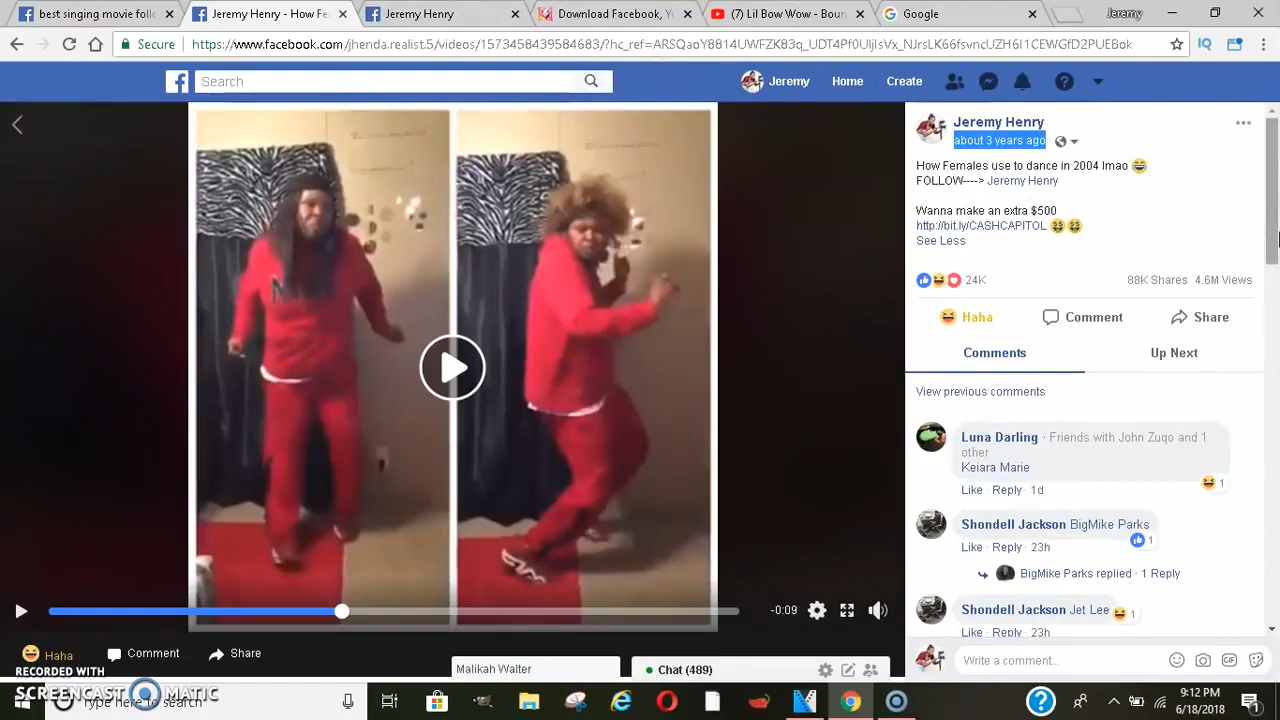 best singing movie foll
Jeremy Henry - How Fe
Jeremy Henry
Download Facebook, Yo
(7) Lil Bow Wow - Boun
Google
Jeremy
Secure
https://www.facebook.com/jhenda.realist.5/videos/1573458439584683/?hc_ref=
Search
Jeremy
Home
Create
Jeremy Henry
about 3 years ago
How Females use to dance in 2004 lmao
FOLLOW----> Jeremy Henry
Wanna make an extra $500
http://bit.ly/CASHCAPITOL
See Less
24K
88K Shares 4.6M Views
Haha
Comment
Share
Comments
Up Next
View previous comments
Luna Darling · Friends with John Zuqo and 1
other
Keiara Marie
1
Like · Reply · 1d
Shondell Jackson BigMike Parks
1
Like · Reply · 23h
BigMike Parks replied · 1 Reply
Shondell Jackson Jet Lee
1
Like · Reply · 23h
-0:09
Haha
Comment
Share
Malikah Walter
Chat (489)
Write a comment...
GIF
RECORDED WITH
SCREENCAST MATIC
Type here to search
9:12 PM
6/18/2018